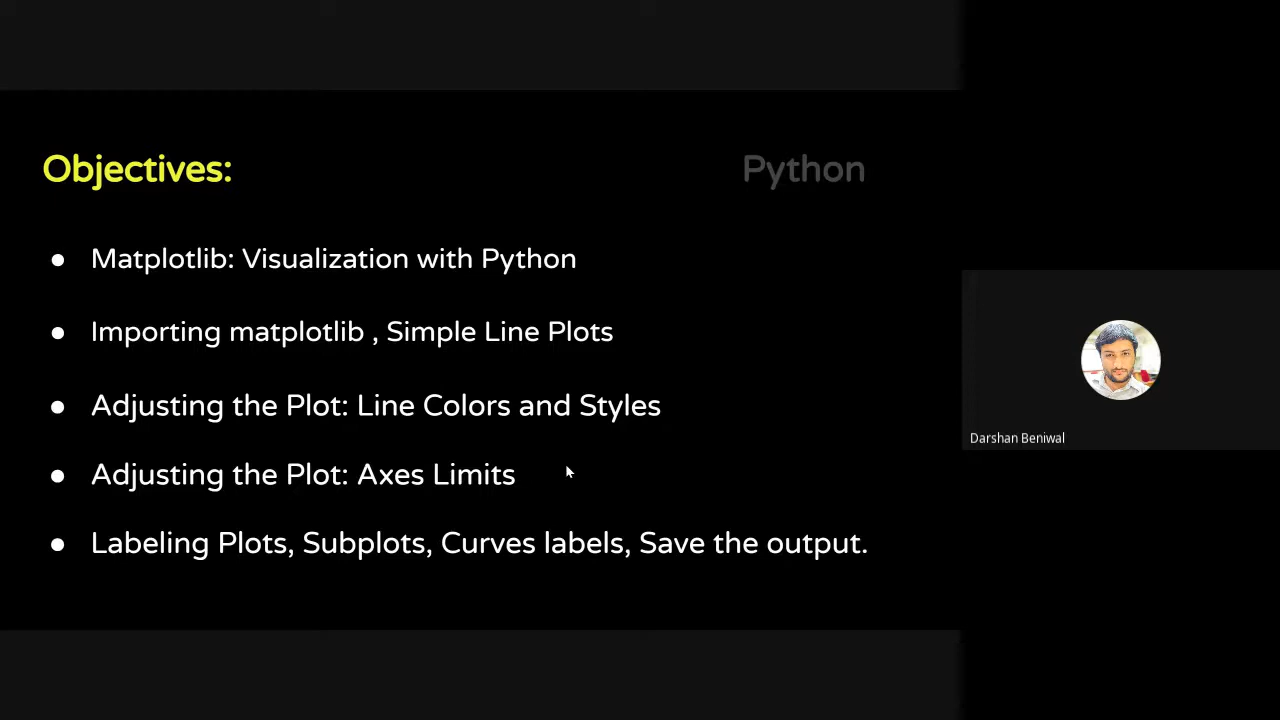 Objectives:
Python
● Matplotlib: Visualization with Python
● Importing matplotlib , Simple Line Plots
● Adjusting the Plot: Line Colors and Styles
● Adjusting the Plot: Axes Limits
● Labeling Plots, Subplots, Curves labels, Save the output.
Darshan Beniwal